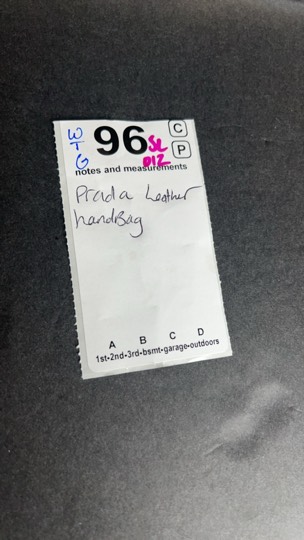 WTG 96 SL C
012 P
notes and measurements
Prada Leather
handBag
A B C D
1st-2nd-3rd-bsmt-garage-outdoors